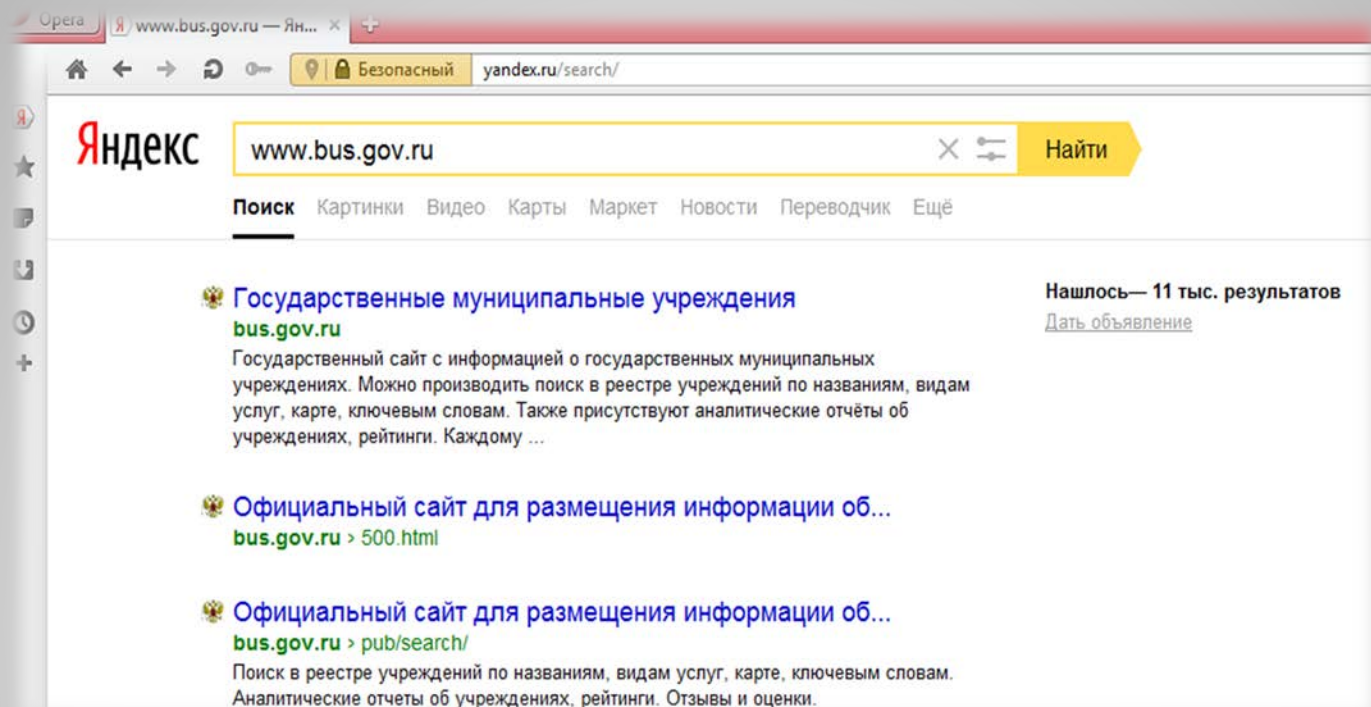 Opera
www.bus.gov.ru — Ян...
Безопасный yandex.ru/search/
Яндекс
www.bus.gov.ru
Найти
Поиск Картинки Видео Карты Маркет Новости Переводчик Ещё
Государственные муниципальные учреждения
bus.gov.ru
Государственный сайт с информацией о государственных муниципальных
учреждениях. Можно производить поиск в реестре учреждений по названиям, видам
услуг, карте, ключевым словам. Также присутствуют аналитические отчёты об
учреждениях, рейтинги. Каждому ...
Нашлось— 11 тыс. результатов
Дать объявление
Официальный сайт для размещения информации об...
bus.gov.ru › 500.html
Официальный сайт для размещения информации об...
bus.gov.ru › pub/search/
Поиск в реестре учреждений по названиям, видам услуг, карте, ключевым словам.
Аналитические отчеты об учреждениях, рейтинги. Отзывы и оценки.